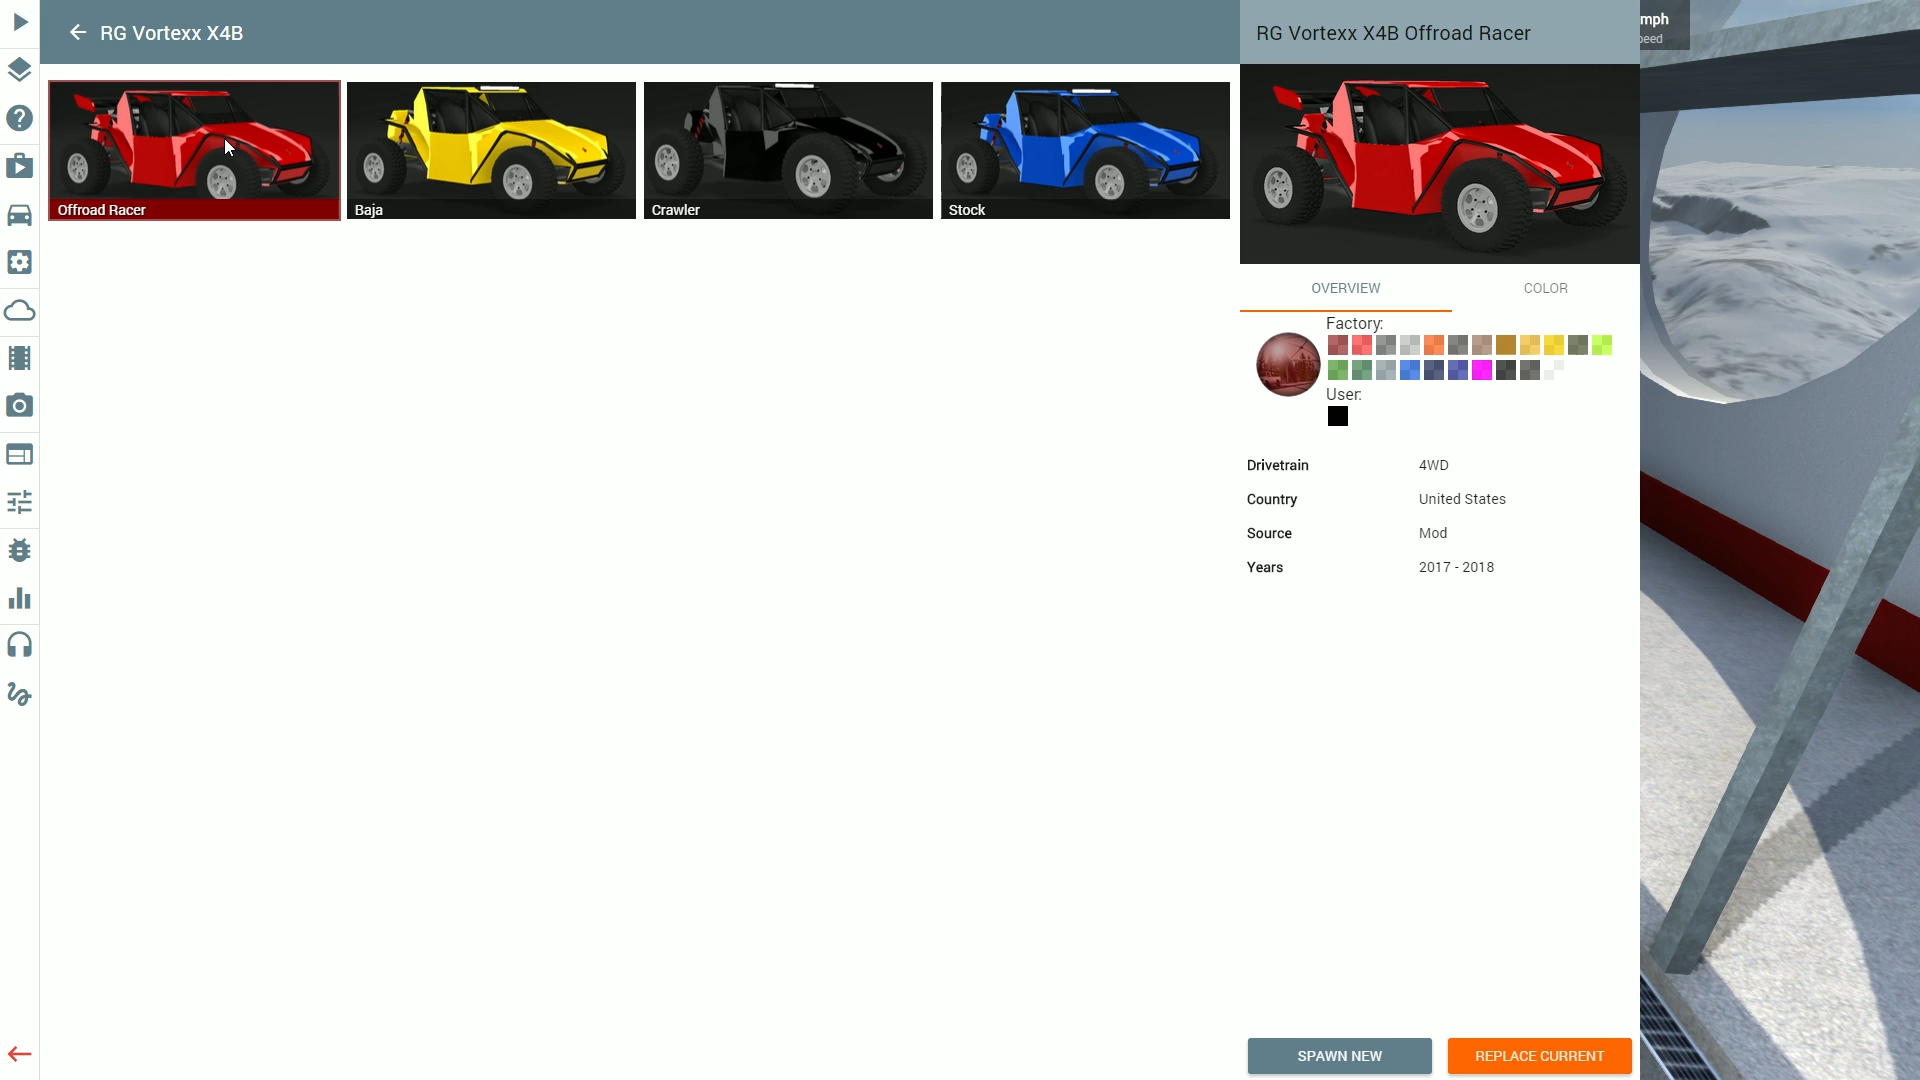 RG Vortexx X4B
RG Vortexx X4B Offroad Racer
mph
peed
Offroad Racer
Baja
Crawler
Stock
OVERVIEW
COLOR
Factory:
User:
Drivetrain 4WD
Country United States
Source Mod
Years 2017 - 2018
SPAWN NEW
REPLACE CURRENT